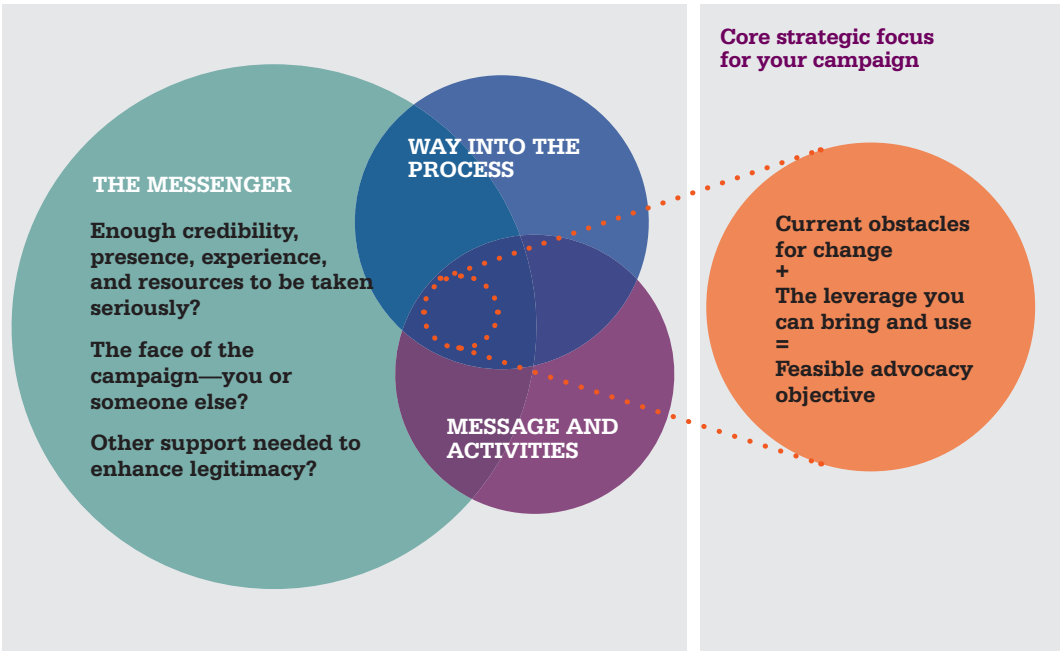 THE MESSENGER
Enough credibility,
presence, experience,
and resources to be taken
seriously?
The face of the
campaign—you or
someone else?
Other support needed to
enhance legitimacy?
WAY INTO THE
PROCESS
MESSAGE AND
ACTIVITIES
Core strategic focus
for your campaign
Current obstacles
for change
+
The leverage you
can bring and use
=
Feasible advocacy
objective